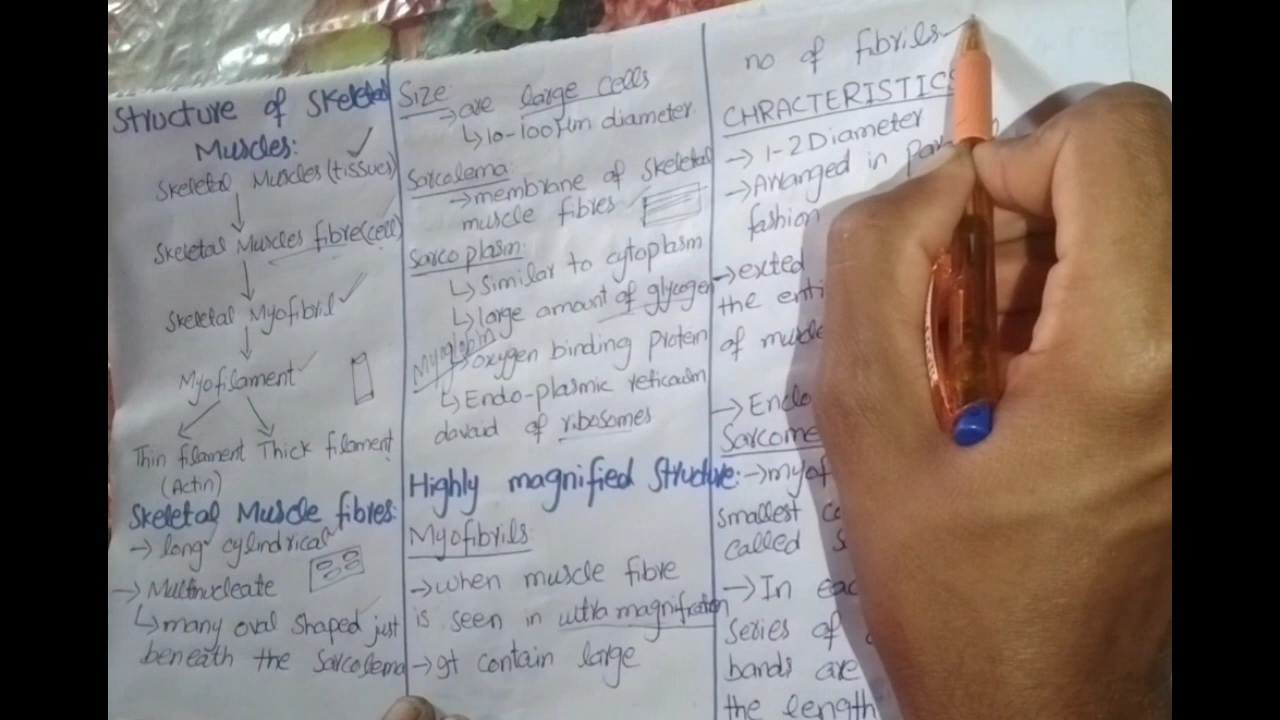 Structure of Skeletal
Muscles:
Skeletal Muscles (tissues)
Skeletal Muscles fibre(cell)
Skeletal Myofibril
Myofilament
Thin filament Thick filament
(Actin)
Skeletal Muscle fibres:
→ long cylindrical
→ Multinucleate
↳ many oval shaped just
beneath the Sarcolema
Size:
→ are large cells
↳ 10-100 μm diameter.
Sarcolema:
→ membrane of Skeletal
muscle fibres
Sarcoplasm:
↳ Similar to cytoplasm
↳ large amount of glycogen
Myoglobin
→ oxygen binding protein
↳ Endo-plasmic reticulum
davaid of ribosomes
Highly magnified Structure:
Myofibrils:
→ when muscle fibre
is seen in ultra magnification
→ It contain large
no of fibrils
CHRACTERISTICS
→ 1-2 Diameter
→ Arranged in
fashion
→ exted
the
of muscle
→ Endo
Sarcome
→ myof
smallest
called
→ In
Series of
bands are
the length